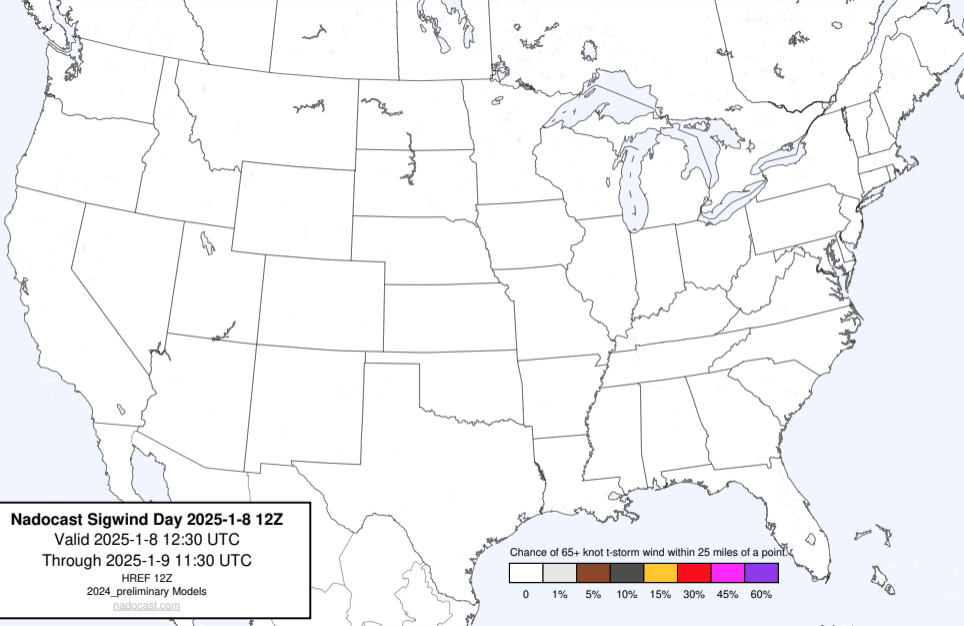 Nadocast Sigwind Day 2025-1-8 12Z
Valid 2025-1-8 12:30 UTC
Through 2025-1-9 11:30 UTC
HREF 12Z
2024_preliminary Models
nadocast.com
Chance of 65+ knot t-storm wind within 25 miles of a point.
0 1% 5% 10% 15% 30% 45% 60%